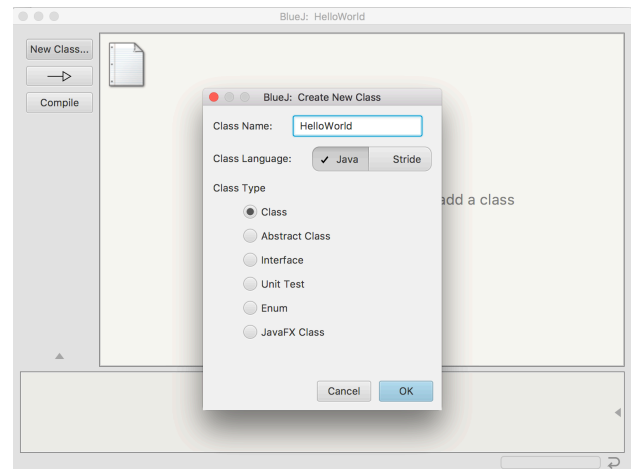 BlueJ: HelloWorld
New Class...
Compile
BlueJ: Create New Class
Class Name: HelloWorld
Class Language: ✓ Java Stride
Class Type
Class
Abstract Class
Interface
Unit Test
Enum
JavaFX Class
add a class
Cancel OK